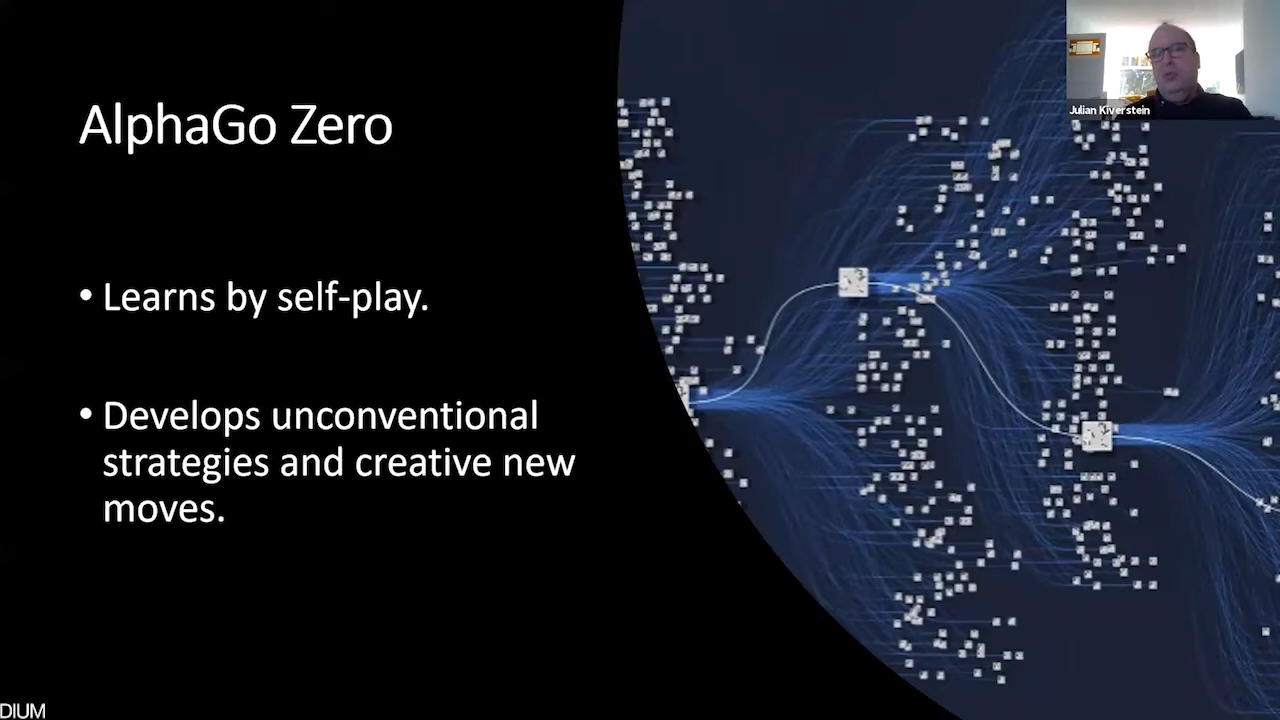 AlphaGo Zero
• Learns by self-play.
• Develops unconventional
strategies and creative new
moves.
Julian Kiverstein
DIUM